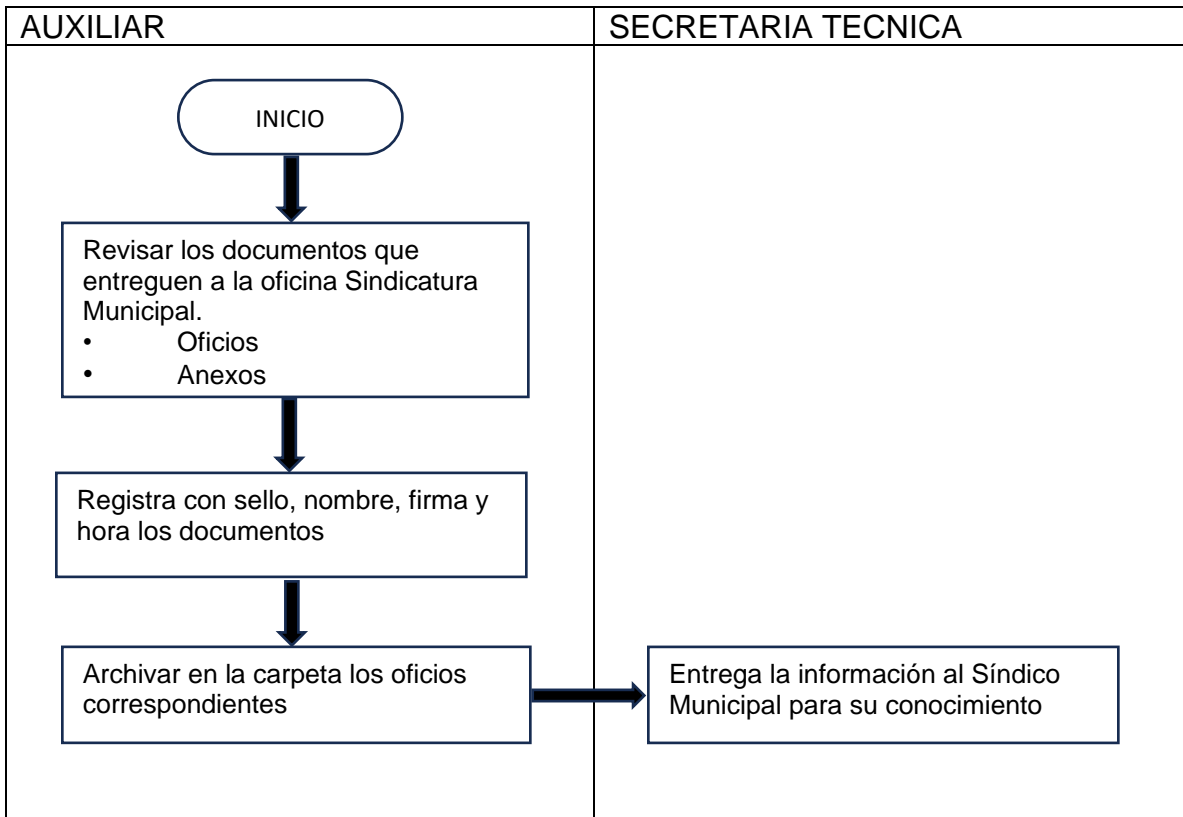 AUXILIAR
SECRETARIA TECNICA
INICIO
Revisar los documentos que
entreguen a la oficina Sindicatura
Municipal.
• Oficios
• Anexos
Registra con sello, nombre, firma y
hora los documentos
Archivar en la carpeta los oficios
correspondientes
Entrega la información al Síndico
Municipal para su conocimiento